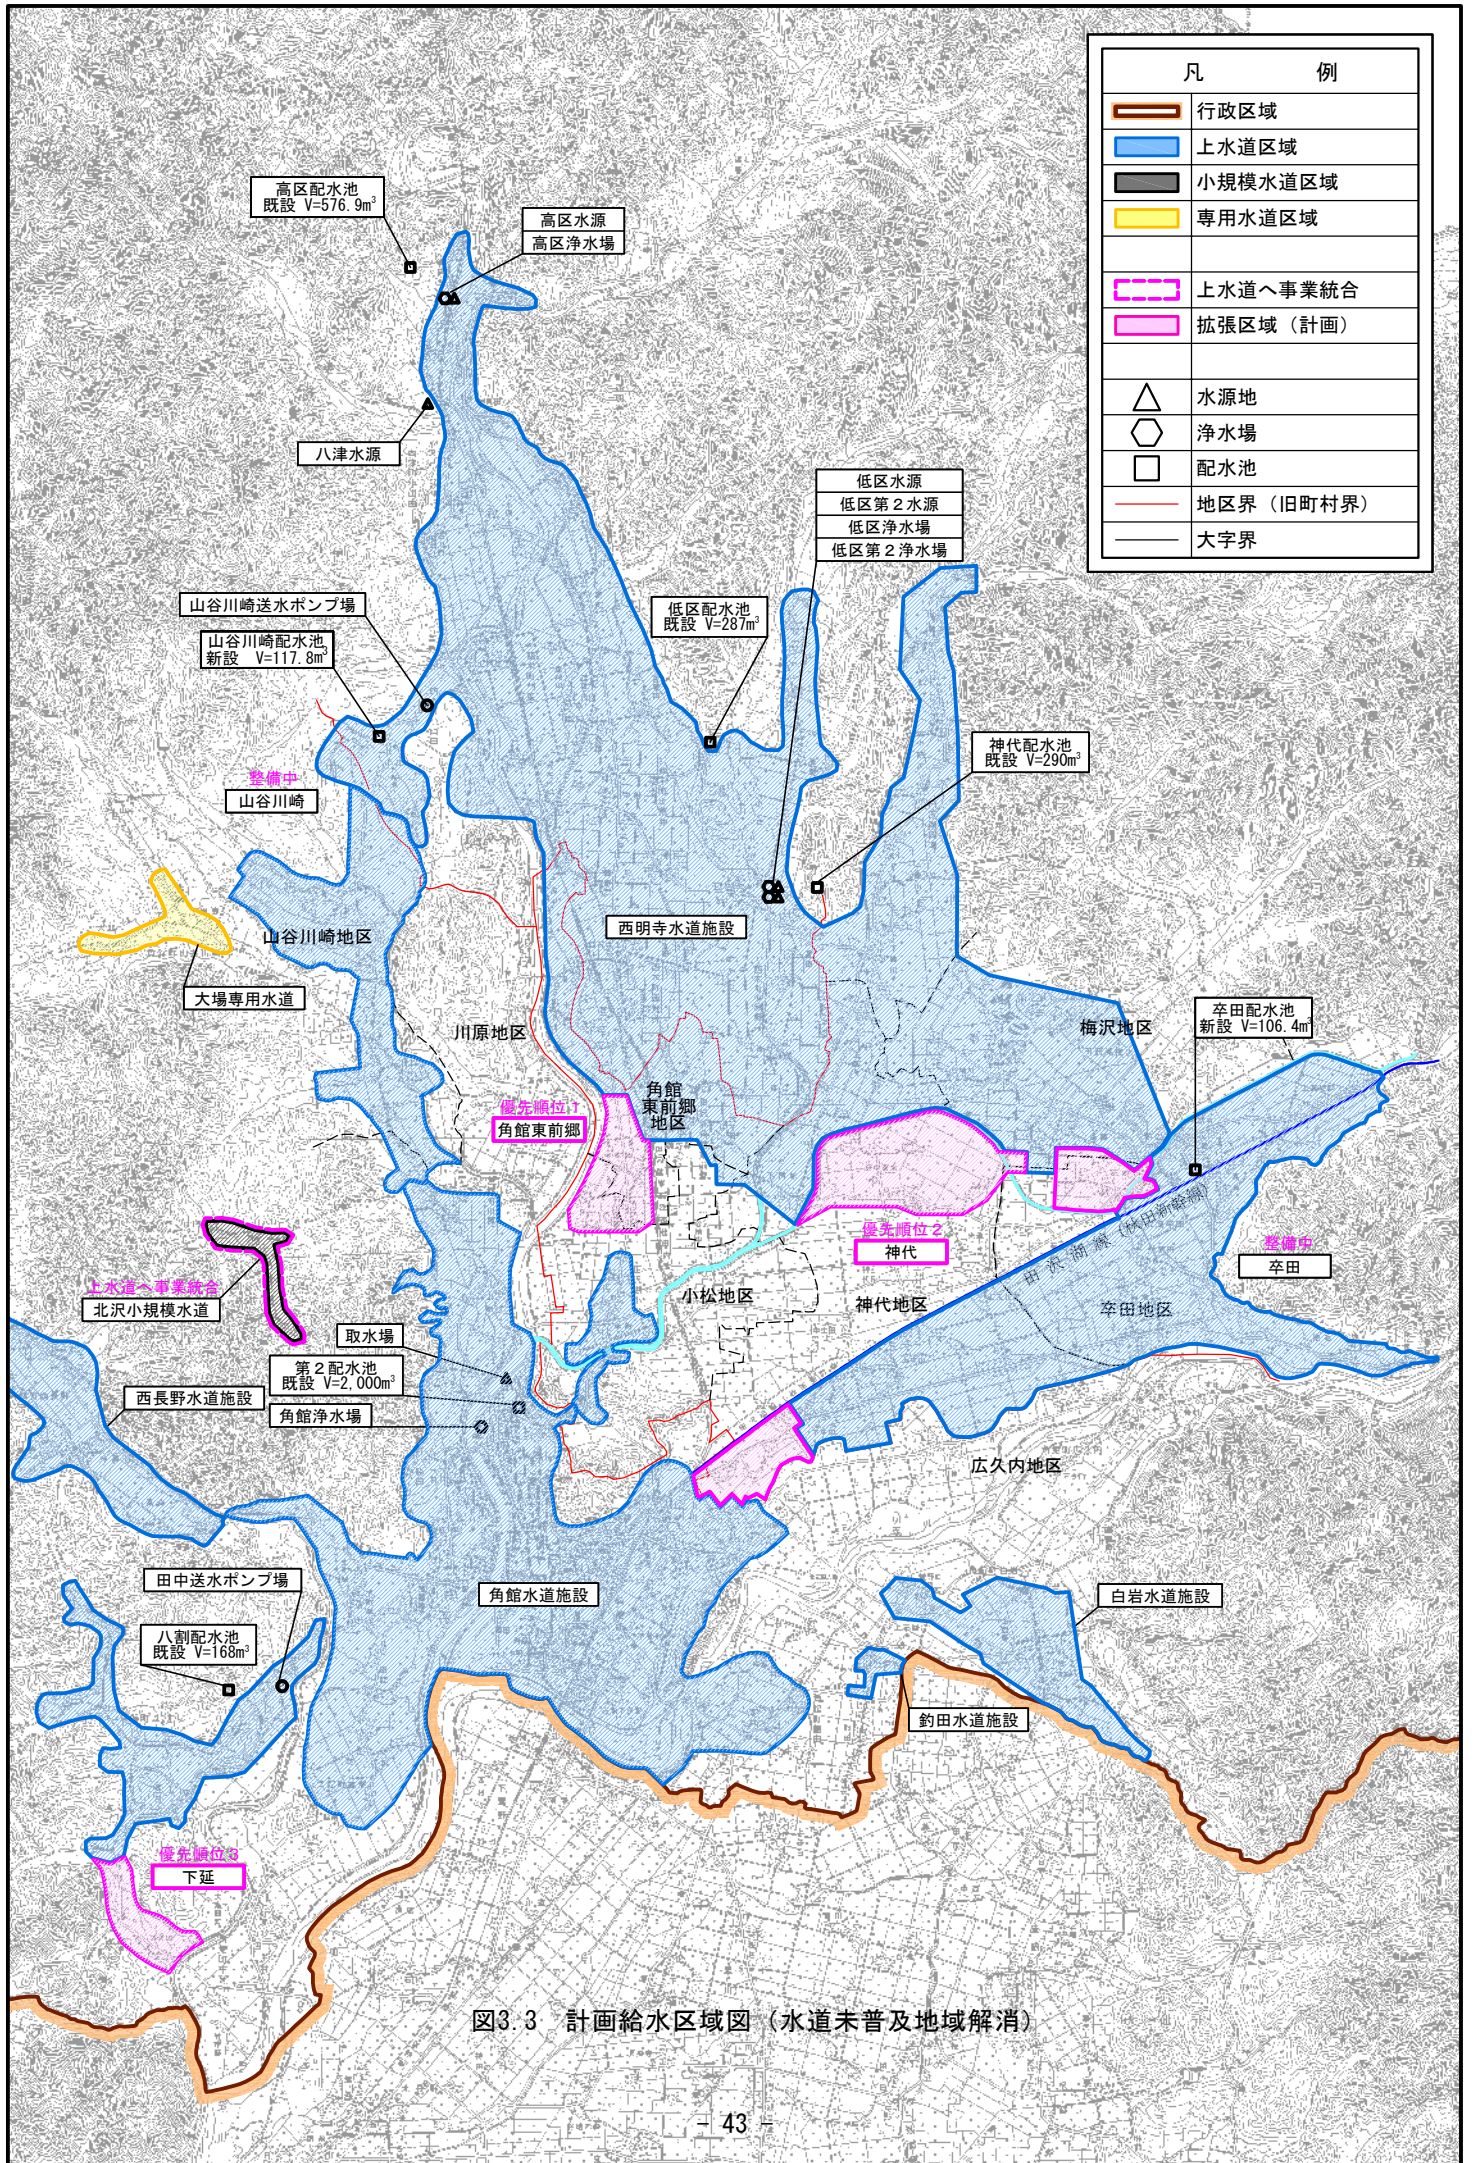 凡　例
行政区域
上水道区域
小規模水道区域
専用水道区域
上水道へ事業統合
拡張区域（計画）
水源地
浄水場
配水池
地区界（旧町村界）
大字界
高区配水池
既設 V=576.9m³
高区水源
高区浄水場
八津水源
低区水源
低区第２水源
低区浄水場
低区第２浄水場
山谷川崎送水ポンプ場
山谷川崎配水池
新設　V=117.8m³
低区配水池
既設 V=287m³
神代配水池
既設 V=290m³
整備中
山谷川崎
西明寺水道施設
山谷川崎地区
大場専用水道
川原地区
梅沢地区
卒田配水池
新設 V=106.4m³
角館
東前郷
地区
優先順位１
角館東前郷
優先順位２
神代
田沢湖線（秋田新幹線）
整備中
卒田
上水道へ事業統合
北沢小規模水道
小松地区
神代地区
卒田地区
取水場
第２配水池
既設 V=2,000m³
角館浄水場
西長野水道施設
広久内地区
田中送水ポンプ場
角館水道施設
白岩水道施設
八割配水池
既設 V=168m³
釣田水道施設
優先順位３
下延
図3.3　計画給水区域図（水道未普及地域解消）
- 43 -